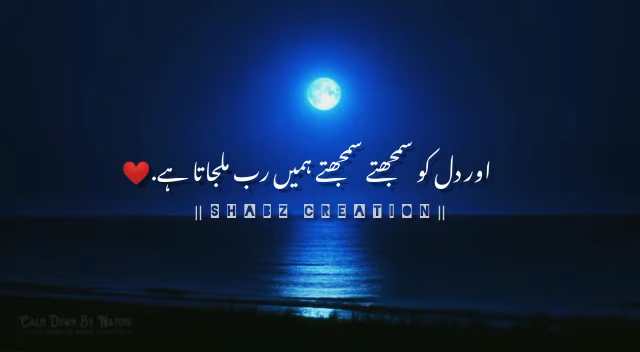 اور دل کو سمجھتے سمجھتے ہمیں رب ملجاتا ہے.❤️
|| SHABZ CREATION ||
Calm Down By Nature